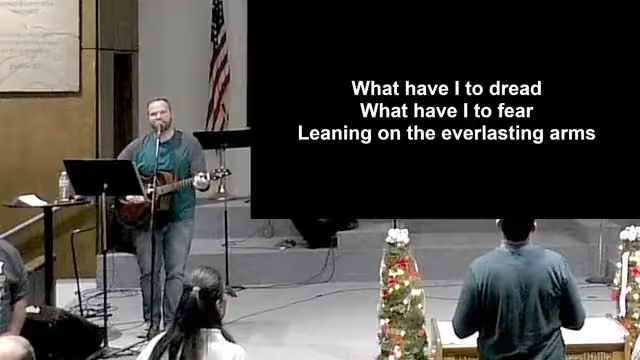 What have I to dread
What have I to fear
Leaning on the everlasting arms